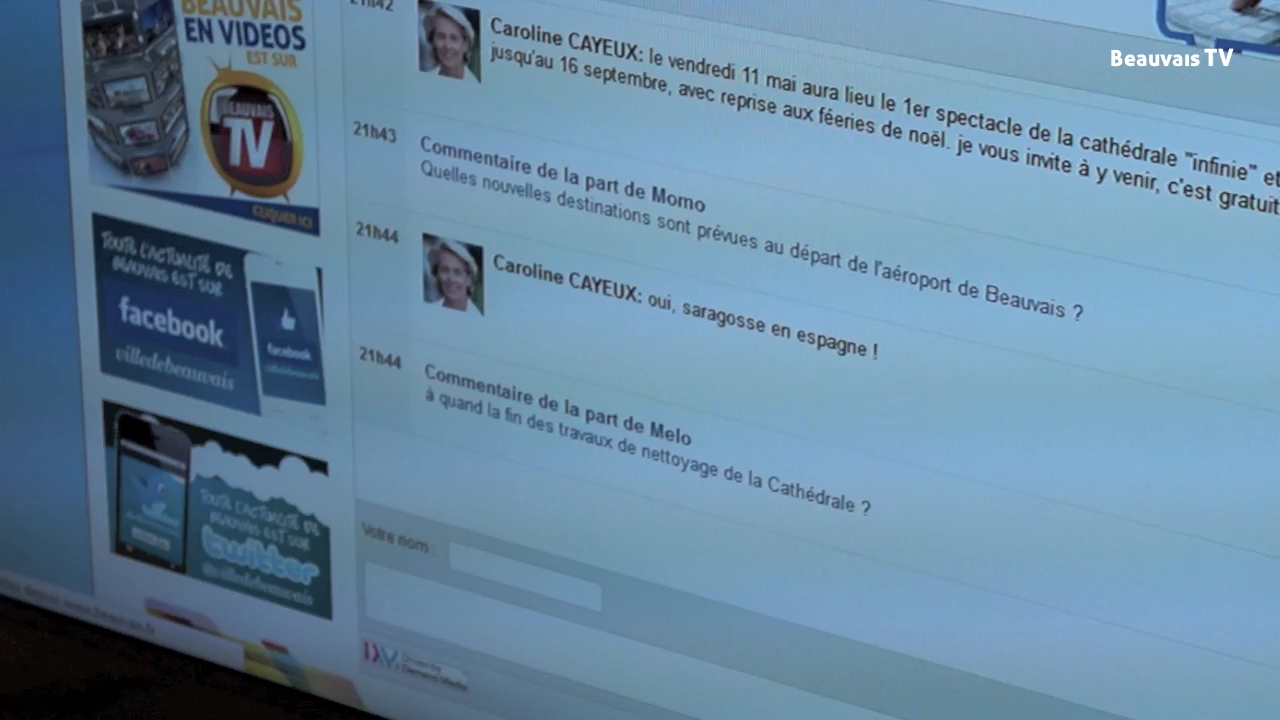 BEAUVAIS
EN VIDEOS
EST SUR
BEAUVAIS
TV
CLIQUER ICI
TOUTE L'ACTUALITÉ DE
BEAUVAIS EST SUR
facebook
villedebeauvais
facebook
TOUTE L'ACTUALITÉ DE
BEAUVAIS EST SUR
twitter
@villedebeauvais
Beauvais TV
21h42
Caroline CAYEUX: le vendredi 11 mai aura lieu le 1er spectacle de la cathédrale "infinie" et
jusqu'au 16 septembre, avec reprise aux féeries de noël. je vous invite à y venir, c'est gratuit
21h43
Commentaire de la part de Momo
Quelles nouvelles destinations sont prévues au départ de l'aéroport de Beauvais ?
21h44
Caroline CAYEUX: oui, saragosse en espagne !
21h44
Commentaire de la part de Melo
à quand la fin des travaux de nettoyage de la Cathédrale ?
Votre nom :
Demand Media